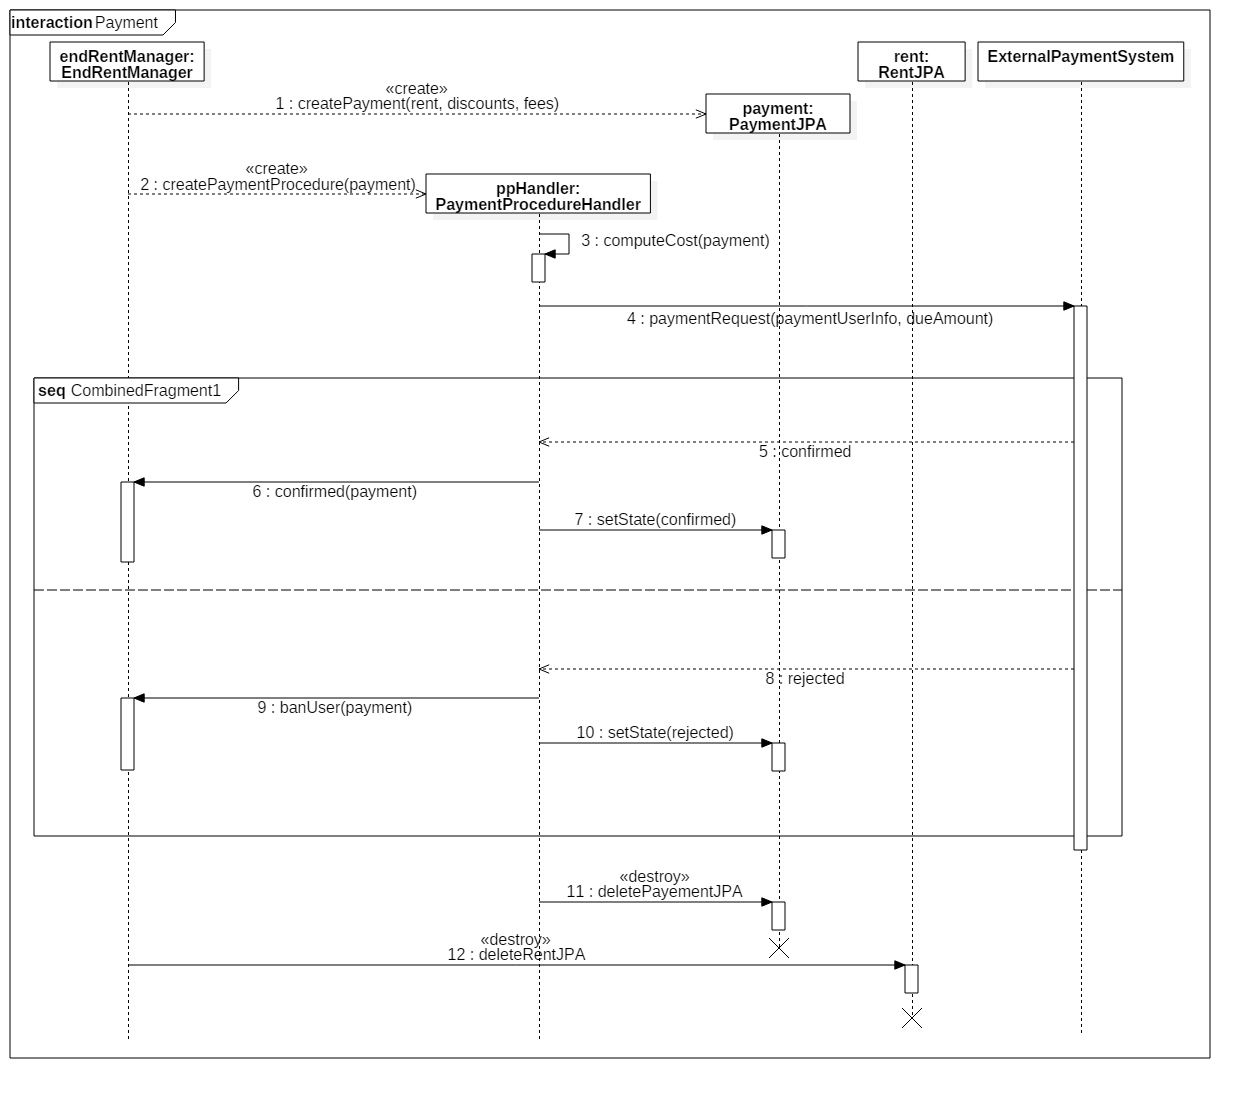 interaction Payment
endRentManager:
EndRentManager
rent:
RentJPA
ExternalPaymentSystem
«create»
1 : createPayment(rent, discounts, fees)
payment:
PaymentJPA
«create»
2 : createPaymentProcedure(payment)
ppHandler:
PaymentProcedureHandler
3 : computeCost(payment)
4 : paymentRequest(paymentUserInfo, dueAmount)
seq CombinedFragment1
5 : confirmed
6 : confirmed(payment)
7 : setState(confirmed)
8 : rejected
9 : banUser(payment)
10 : setState(rejected)
«destroy»
11 : deletePayementJPA
«destroy»
12 : deleteRentJPA